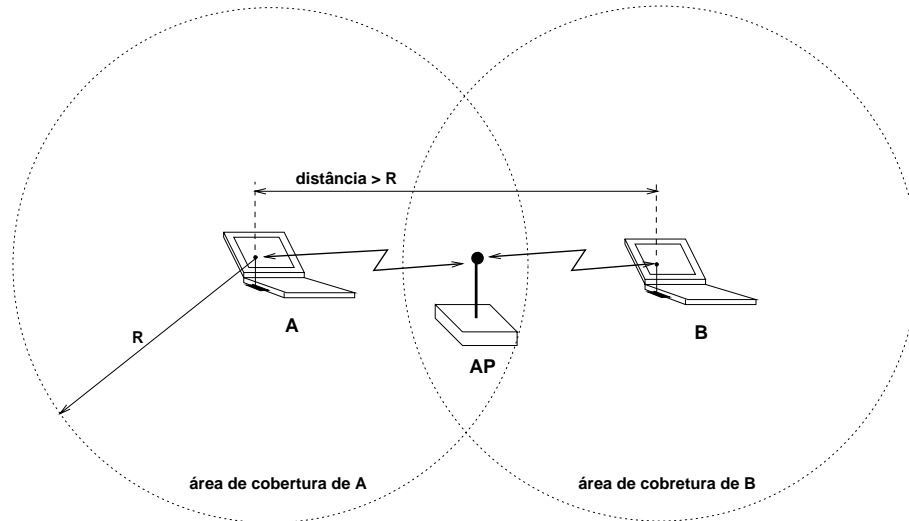 distância > R
A
R
B
AP
área de cobertura de A
área de cobretura de B